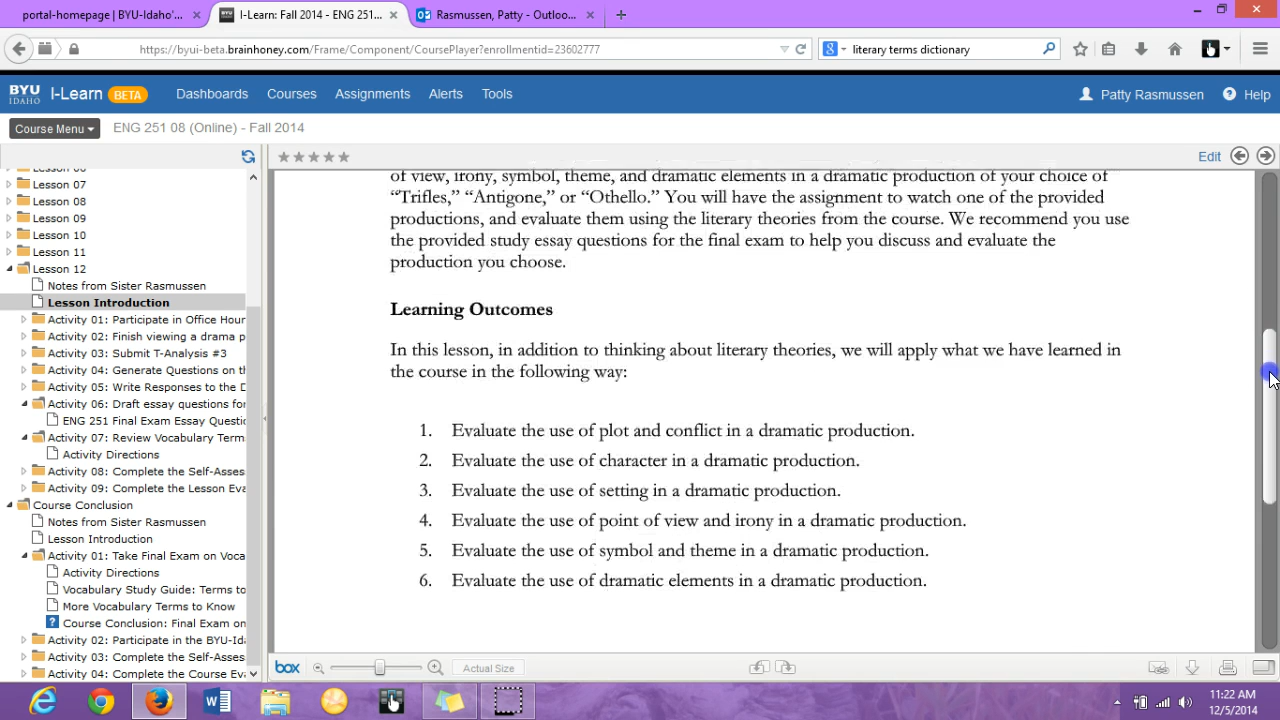 portal-homepage | BYU-Idaho'...
I-Learn: Fall 2014 - ENG 251...
Rasmussen, Patty - Outloo...
https://byui-beta.brainhoney.com/Frame/Component/CoursePlayer?enrollmentid=23602777
literary terms dictionary
BYU IDAHO I-Learn BETA Dashboards Courses Assignments Alerts Tools Patty Rasmussen Help
Course Menu ENG 251 08 (Online) - Fall 2014
Edit
Lesson 06
Lesson 07
Lesson 08
Lesson 09
Lesson 10
Lesson 11
Lesson 12
Notes from Sister Rasmussen
Lesson Introduction
Activity 01: Participate in Office Hour
Activity 02: Finish viewing a drama p
Activity 03: Submit T-Analysis #3
Activity 04: Generate Questions on th
Activity 05: Write Responses to the D
Activity 06: Draft essay questions for
ENG 251 Final Exam Essay Questio
Activity 07: Review Vocabulary Term
Activity Directions
Activity 08: Complete the Self-Asses
Activity 09: Complete the Lesson Eva
Course Conclusion
Notes from Sister Rasmussen
Lesson Introduction
Activity 01: Take Final Exam on Voca
Activity Directions
Vocabulary Study Guide: Terms to
More Vocabulary Terms to Know
Course Conclusion: Final Exam on
Activity 02: Participate in the BYU-Id
Activity 03: Complete the Self-Asses
Activity 04: Complete the Course Ev
of view, irony, symbol, theme, and dramatic elements in a dramatic production of your choice of
“Trifles,” “Antigone,” or “Othello.” You will have the assignment to watch one of the provided
productions, and evaluate them using the literary theories from the course. We recommend you use
the provided study essay questions for the final exam to help you discuss and evaluate the
production you choose.
Learning Outcomes
In this lesson, in addition to thinking about literary theories, we will apply what we have learned in
the course in the following way:
1. Evaluate the use of plot and conflict in a dramatic production.
2. Evaluate the use of character in a dramatic production.
3. Evaluate the use of setting in a dramatic production.
4. Evaluate the use of point of view and irony in a dramatic production.
5. Evaluate the use of symbol and theme in a dramatic production.
6. Evaluate the use of dramatic elements in a dramatic production.
box Actual Size
11:22 AM
12/5/2014